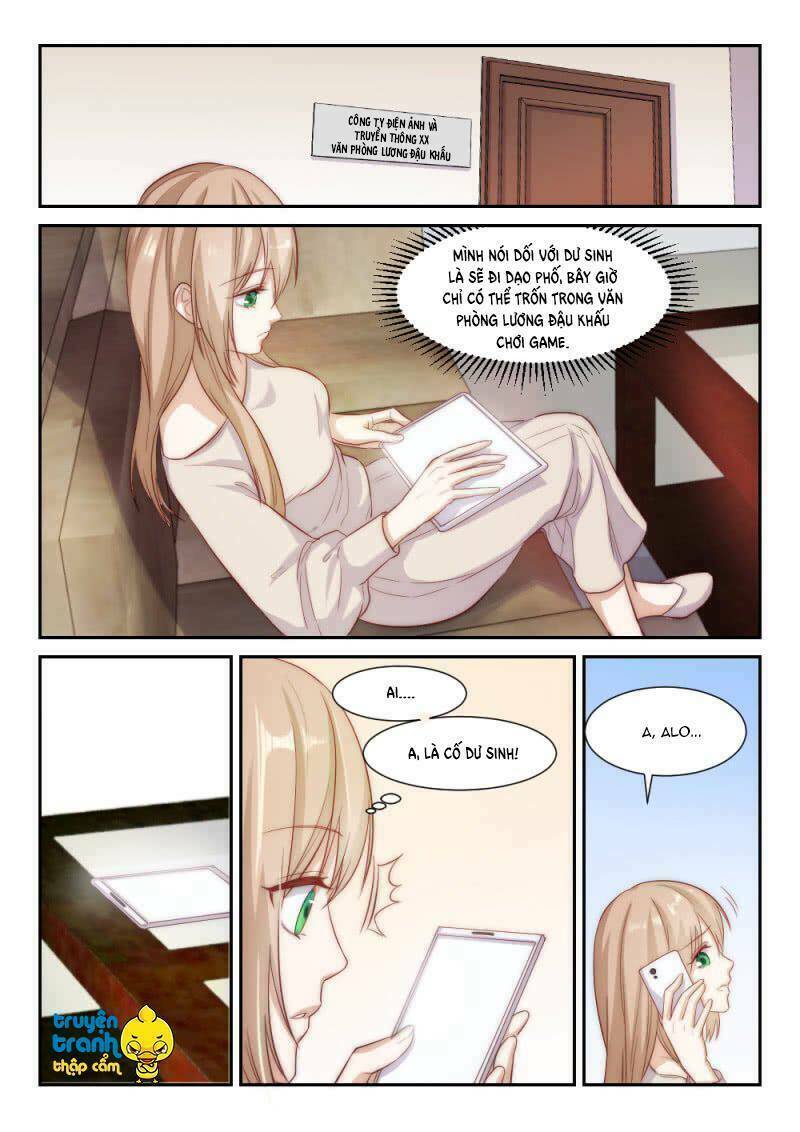 CÔNG TY ĐIỆN ẢNH VÀ
TRUYỀN THÔNG XX
VĂN PHÒNG LƯƠNG ĐẬU KHẤU
MÌNH NÓI DỐI VỚI DƯ SINH
LÀ SẼ ĐI DẠO PHỐ, BÂY GIỜ
CHỈ CÓ THỂ TRỐN TRONG VĂN
PHÒNG LƯƠNG ĐẬU KHẤU
CHƠI GAME.
AI....
A, LÀ CỐ DƯ SINH!
A, ALO...
truyện
tranh
thập cẩm